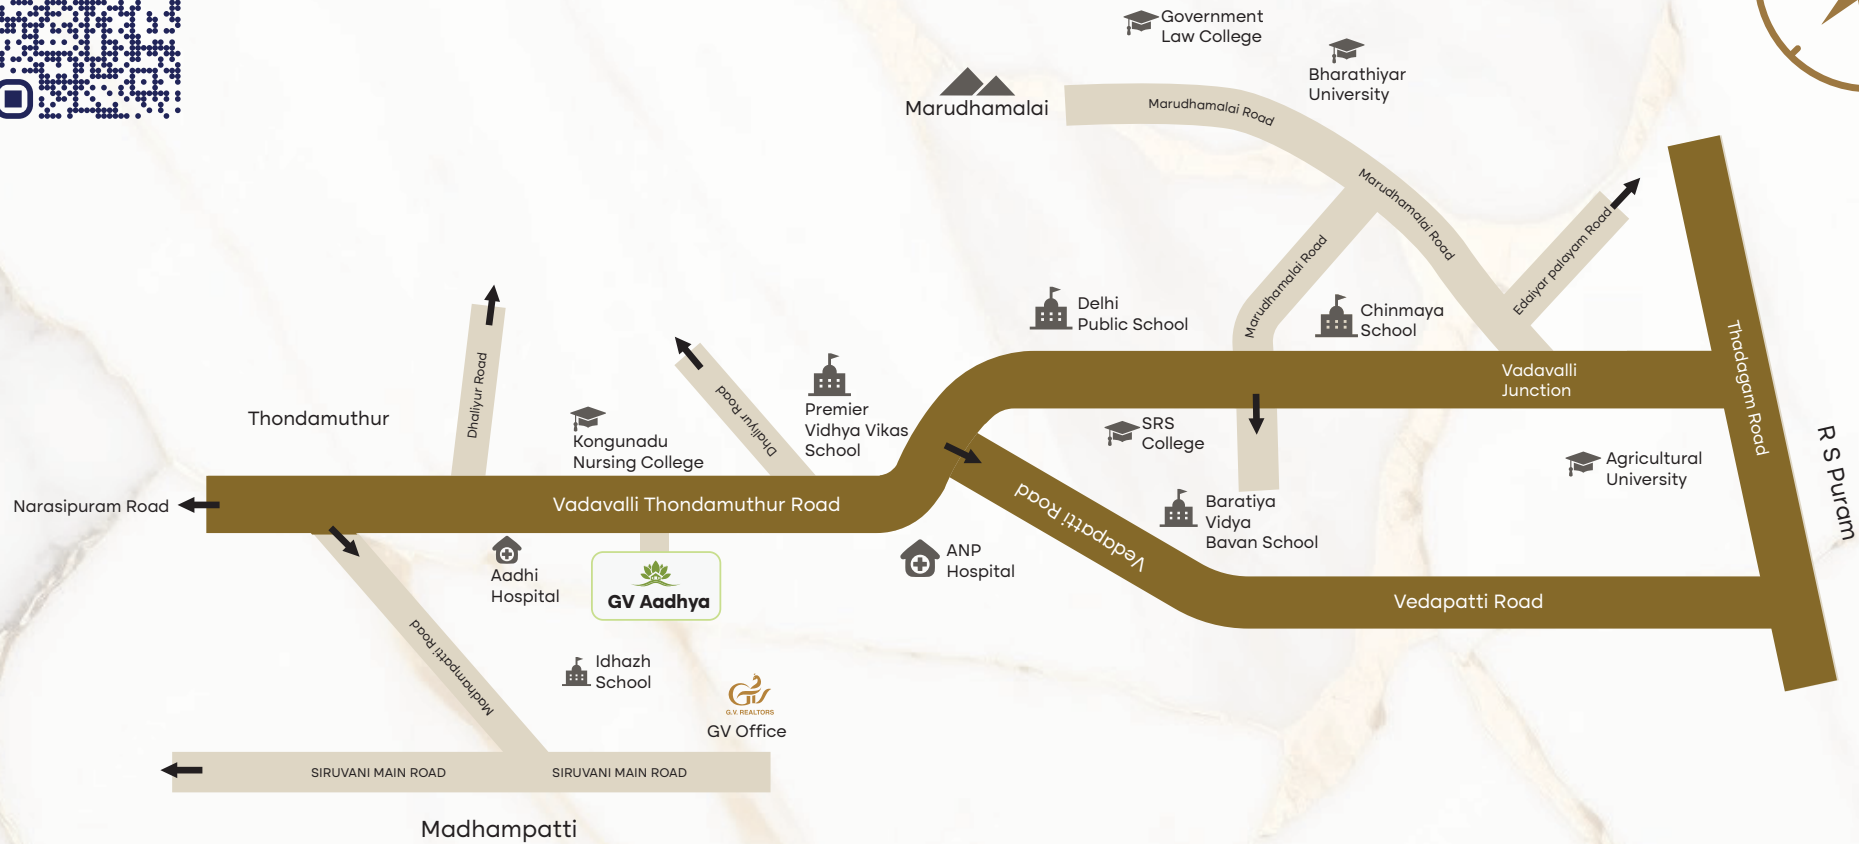 Government
Law College
Bharathiyar
University
Marudhamalai
Marudhamalai Road
Marudhamalai Road
Marudhamalai Road
Edaiyar palayam Road
Delhi
Public School
Chinmaya
School
Vadavalli
Junction
Thadagam Road
R S Puram
Dhaliyur Road
Dhaliyur Road
Premier
Vidhya Vikas
School
Thondamuthur
Kongunadu
Nursing College
SRS
College
Agricultural
University
Narasipuram Road
Vadavalli Thondamuthur Road
Vedapatti Road
Baratiya
Vidya
Bavan School
Aadhi
Hospital
GV Aadhya
ANP
Hospital
Vedapatti Road
Madhampatti Road
Idhazh
School
G.V. REALTORS
GV Office
SIRUVANI MAIN ROAD
SIRUVANI MAIN ROAD
Madhampatti